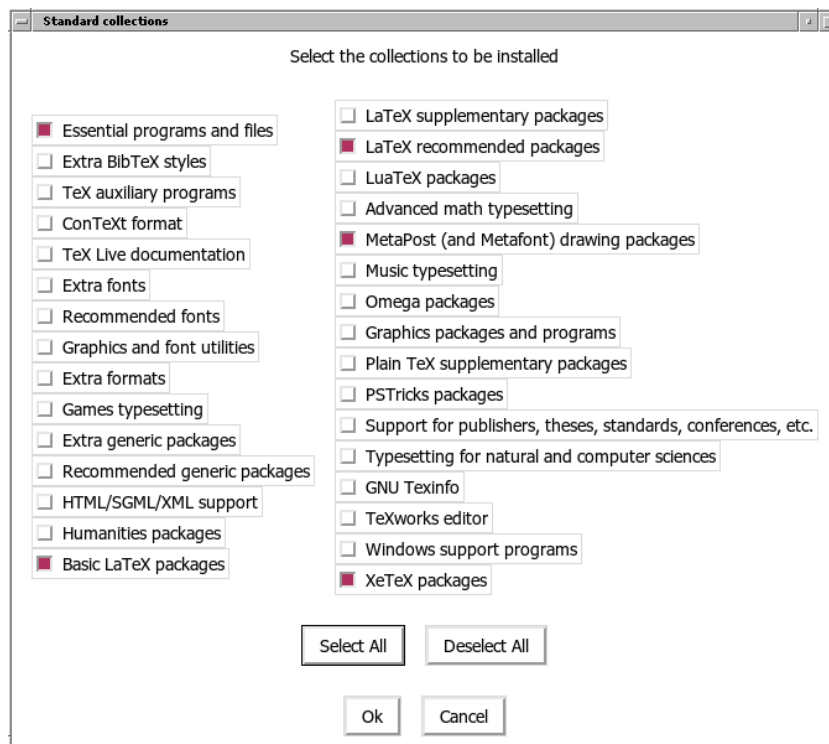 Standard collections
Select the collections to be installed
Essential programs and files
Extra BibTeX styles
TeX auxiliary programs
ConTeXt format
TeX Live documentation
Extra fonts
Recommended fonts
Graphics and font utilities
Extra formats
Games typesetting
Extra generic packages
Recommended generic packages
HTML/SGML/XML support
Humanities packages
Basic LaTeX packages
LaTeX supplementary packages
LaTeX recommended packages
LuaTeX packages
Advanced math typesetting
MetaPost (and Metafont) drawing packages
Music typesetting
Omega packages
Graphics packages and programs
Plain TeX supplementary packages
PSTricks packages
Support for publishers, theses, standards, conferences, etc.
Typesetting for natural and computer sciences
GNU Texinfo
TeXworks editor
Windows support programs
XeTeX packages
Select All
Deselect All
Ok
Cancel